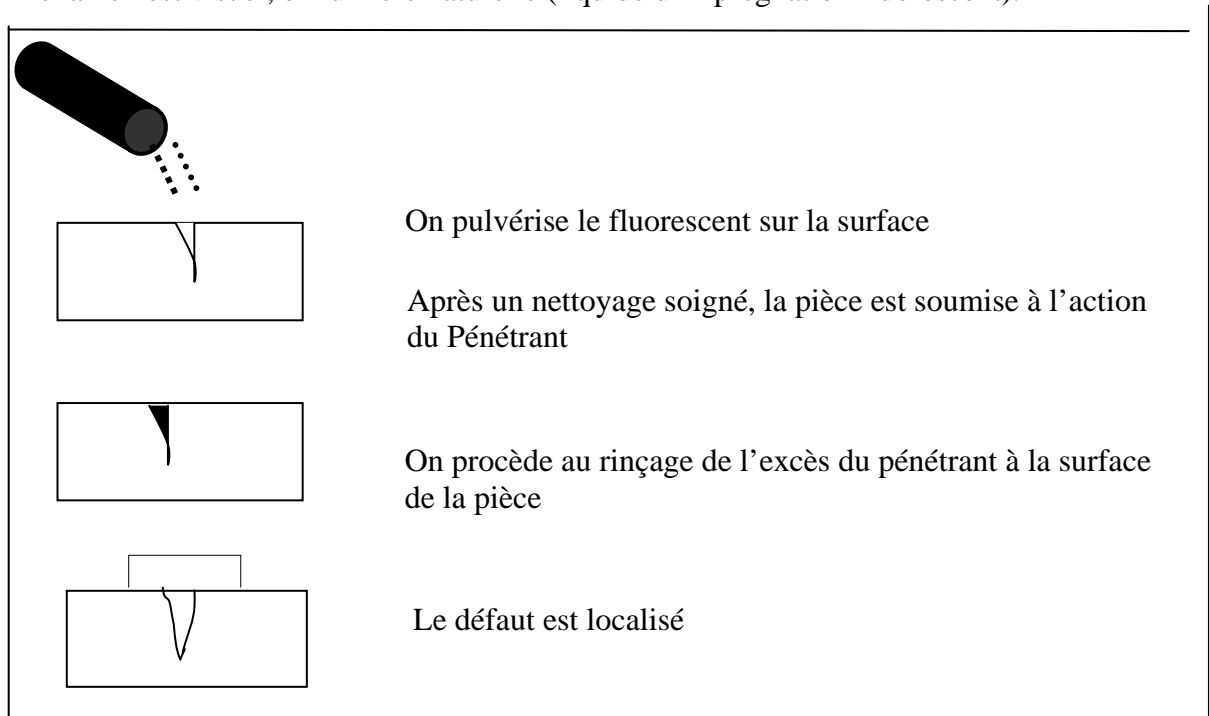 On pulvérise le fluorescent sur la surface
Après un nettoyage soigné, la pièce est soumise à l’action
du Pénétrant
On procède au rinçage de l’excès du pénétrant à la surface
de la pièce
Le défaut est localisé